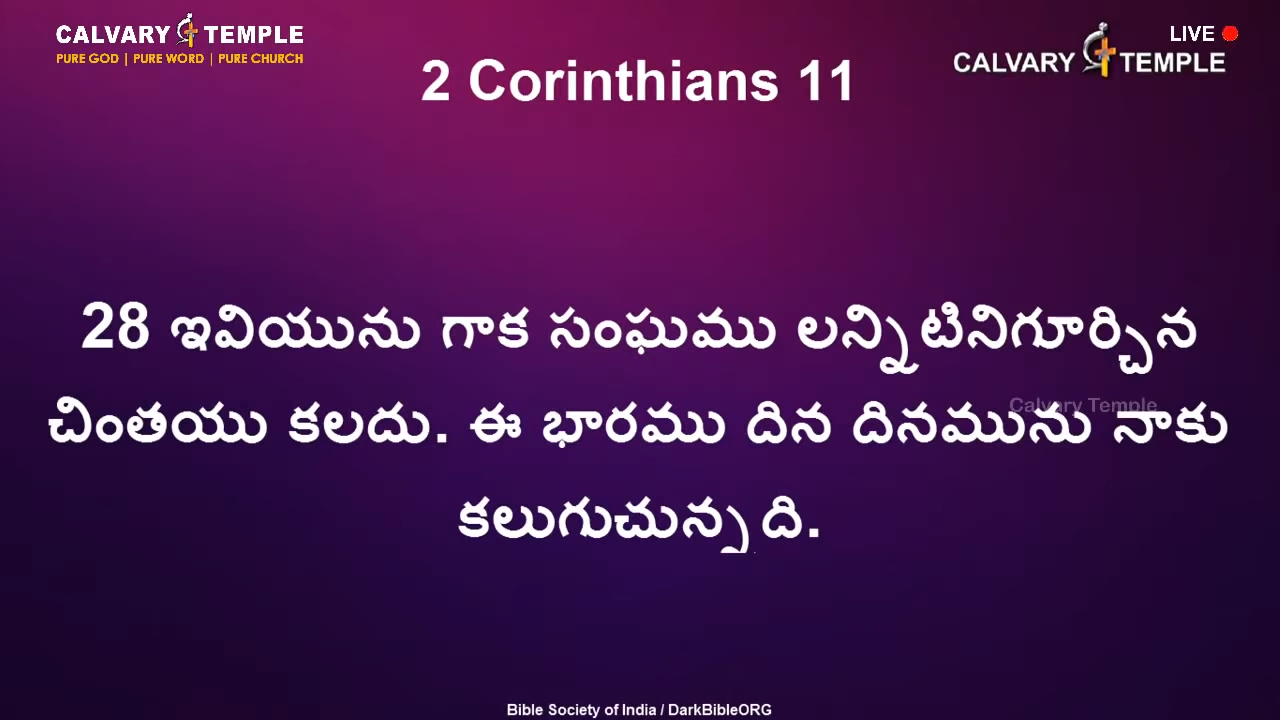 CALVARY TEMPLE
PURE GOD | PURE WORD | PURE CHURCH
LIVE
CALVARY TEMPLE
2 Corinthians 11
28 ఇవియును గాక సంఘము లన్నిటినిగూర్చిన
చింతయు కలదు. ఈ భారము దిన దినమును నాకు
Calvary Temple
కలుగుచున్నది.
Bible Society of India / DarkBibleORG